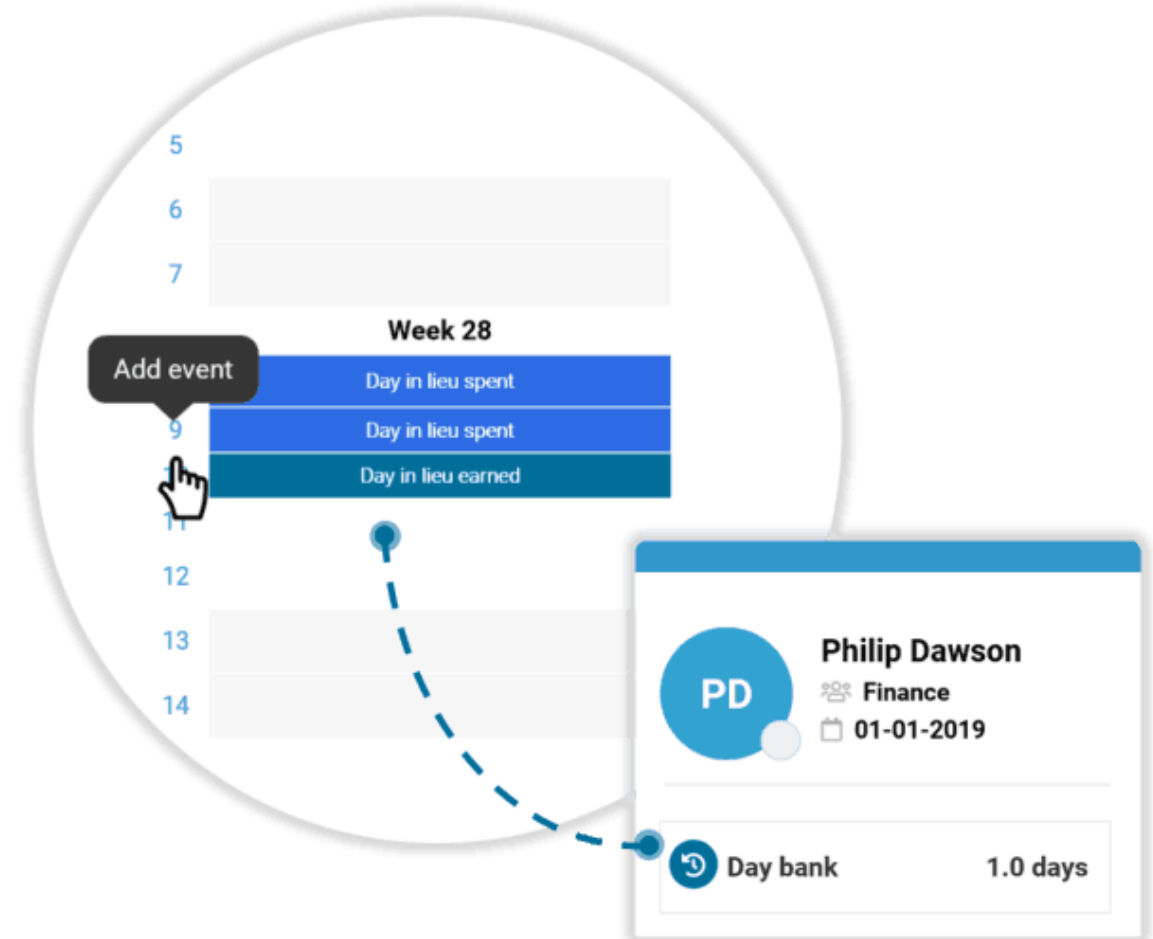 5
6
7
Week 28
Add event
Day in lieu spent
9
Day in lieu spent
Day in lieu earned
11
12
13
14
PD
Philip Dawson
Finance
01-01-2019
Day bank
1.0 days